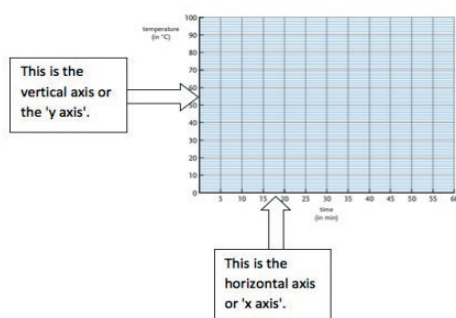 temperature
(in °C)
100
90
80
70
60
50
40
30
20
10
0
5 10 15 20 25 30 35 40 45 50 55 60
time
(in min)
This is the
vertical axis or
the 'y axis'.
This is the
horizontal axis
or 'x axis'.